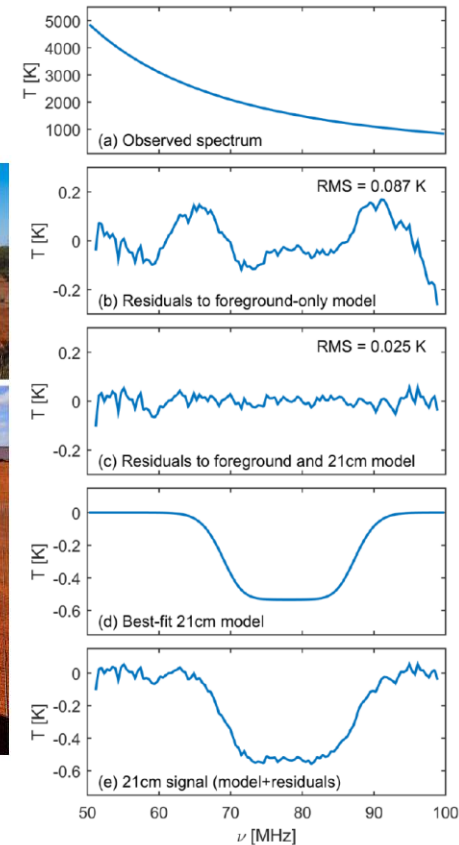 5000
4000
3000
2000
1000
T [K]
(a) Observed spectrum
0.2
0
-0.2
T [K]
RMS = 0.087 K
(b) Residuals to foreground-only model
0.2
0
-0.2
T [K]
RMS = 0.025 K
(c) Residuals to foreground and 21cm model
0
-0.2
-0.4
-0.6
T [K]
(d) Best-fit 21cm model
0
-0.2
-0.4
-0.6
T [K]
(e) 21cm signal (model+residuals)
50 60 70 80 90 100
ν [MHz]